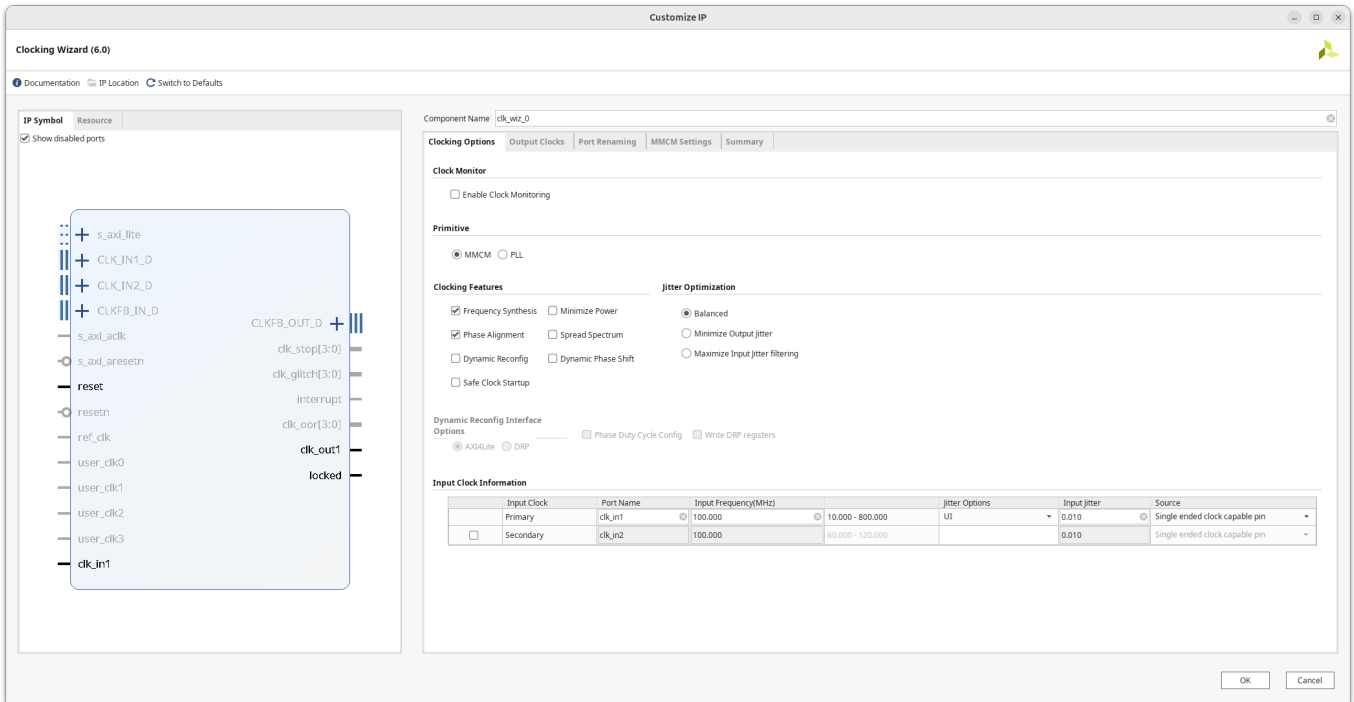 Customize IP
Clocking Wizard (6.0)
Documentation IP Location Switch to Defaults
IP Symbol Resource
Show disabled ports
s_axi_lite
CLK_IN1_D
CLK_IN2_D
CLKFB_IN_D
s_axi_aclk
s_axi_aresetn
reset
resetn
ref_clk
user_clk0
user_clk1
user_clk2
user_clk3
clk_in1
CLKFB_OUT_D
clk_stop[3:0]
clk_glitch[3:0]
interrupt
clk_oor[3:0]
clk_out1
locked
Component Name clk_wiz_0
Clocking Options Output Clocks Port Renaming MMCM Settings Summary
Clock Monitor
Enable Clock Monitoring
Primitive
MMCM PLL
Clocking Features
Frequency Synthesis Minimize Power
Phase Alignment Spread Spectrum
Dynamic Reconfig Dynamic Phase Shift
Safe Clock Startup
Jitter Optimization
Balanced
Minimize Output Jitter
Maximize Input Jitter filtering
Dynamic Reconfig Interface
Options
AXI4Lite DRP
Phase Duty Cycle Config Write DRP registers
Input Clock Information
Input Clock Port Name Input Frequency(MHz) Jitter Options Input Jitter Source
Primary clk_in1 100.000 10.000 - 800.000 UI 0.010 Single ended clock capable pin
Secondary clk_in2 100.000 60.000 - 120.000 0.010 Single ended clock capable pin
OK Cancel